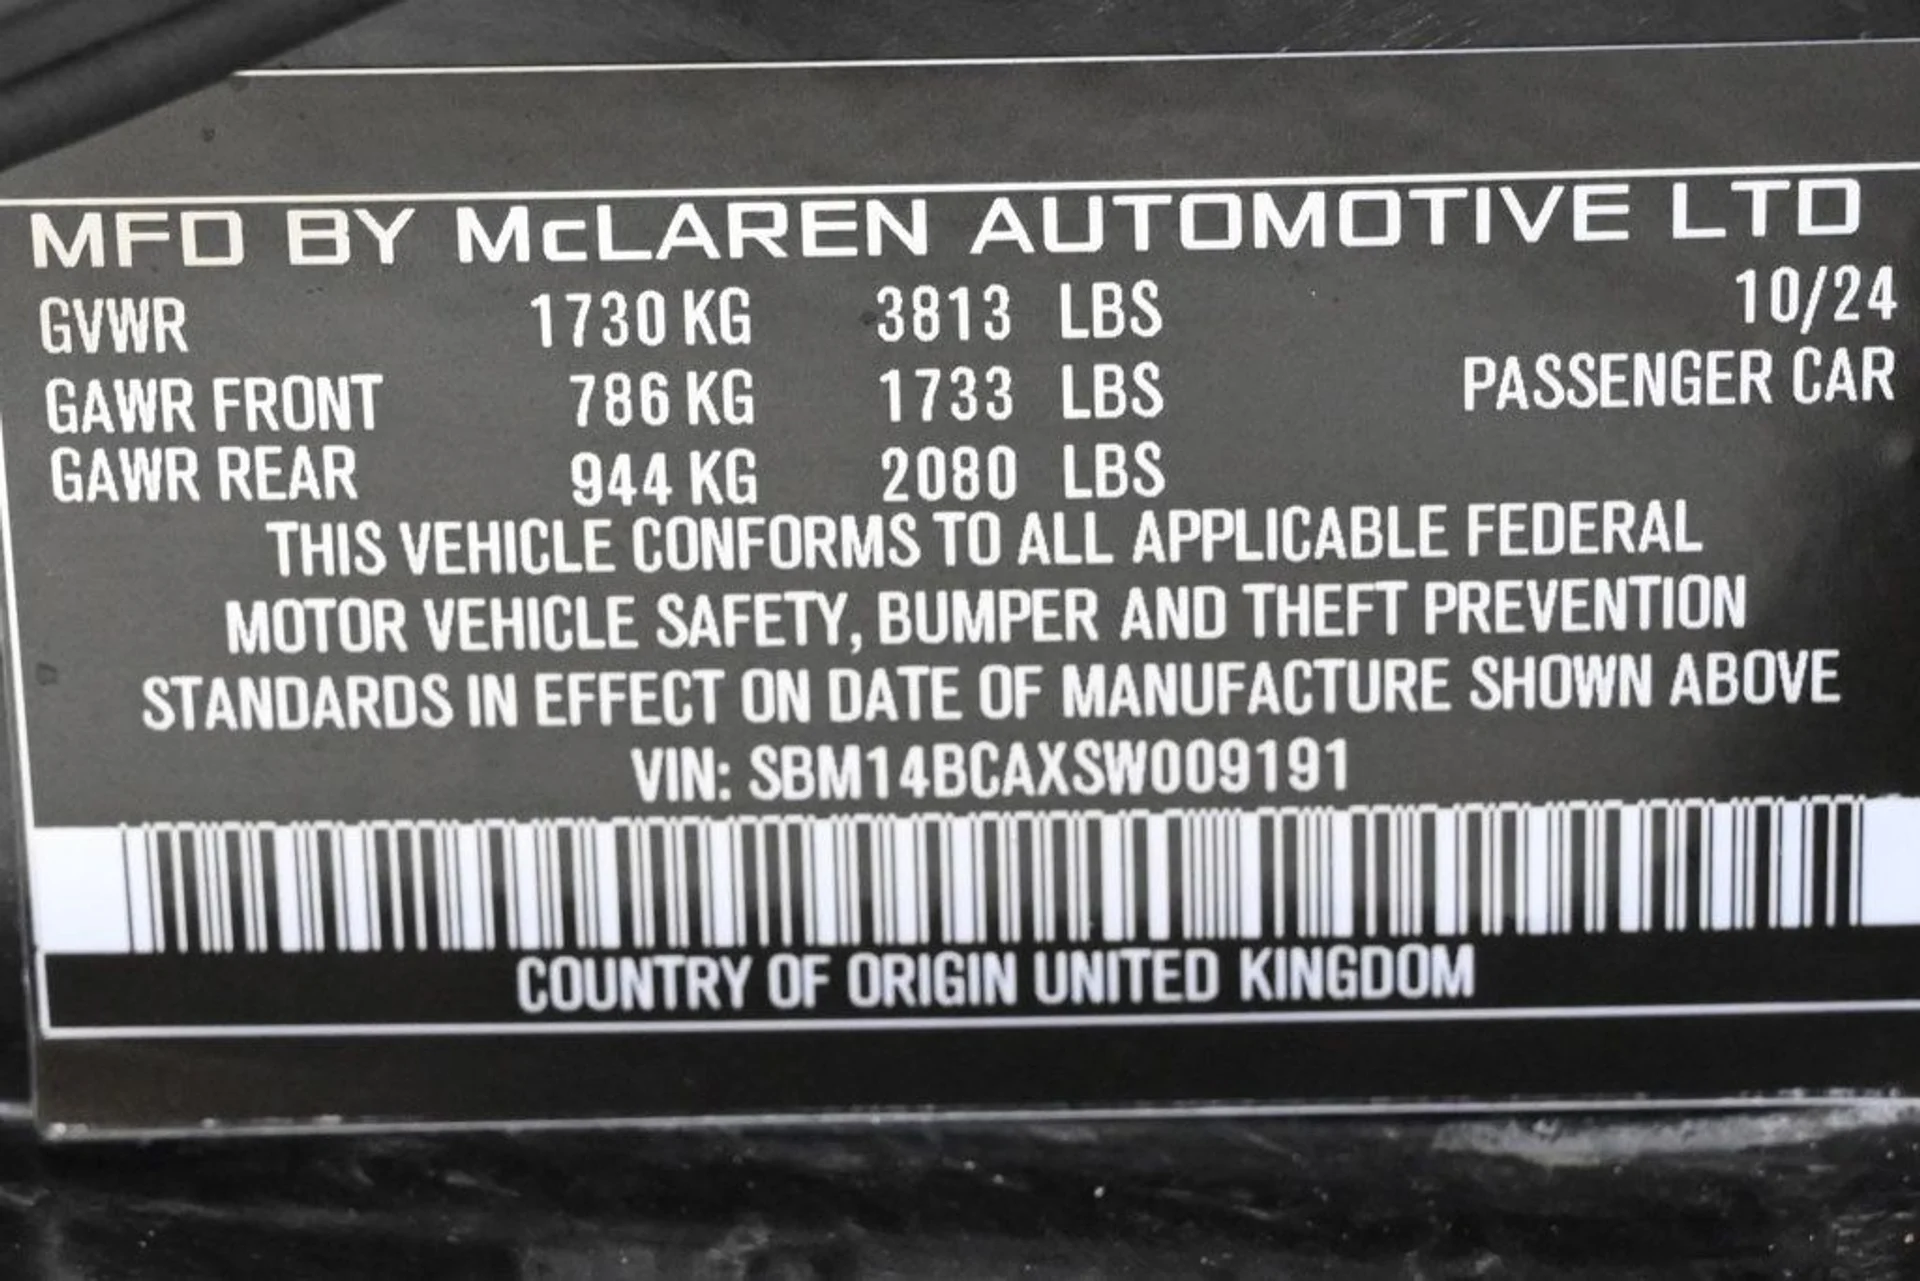 MFD BY McLAREN AUTOMOTIVE LTD
GVWR 1730 KG 3813 LBS 10/24
GAWR FRONT 786 KG 1733 LBS PASSENGER CAR
GAWR REAR 944 KG 2080 LBS
THIS VEHICLE CONFORMS TO ALL APPLICABLE FEDERAL
MOTOR VEHICLE SAFETY, BUMPER AND THEFT PREVENTION
STANDARDS IN EFFECT ON DATE OF MANUFACTURE SHOWN ABOVE
VIN: SBM14BCAXSW009191
COUNTRY OF ORIGIN UNITED KINGDOM